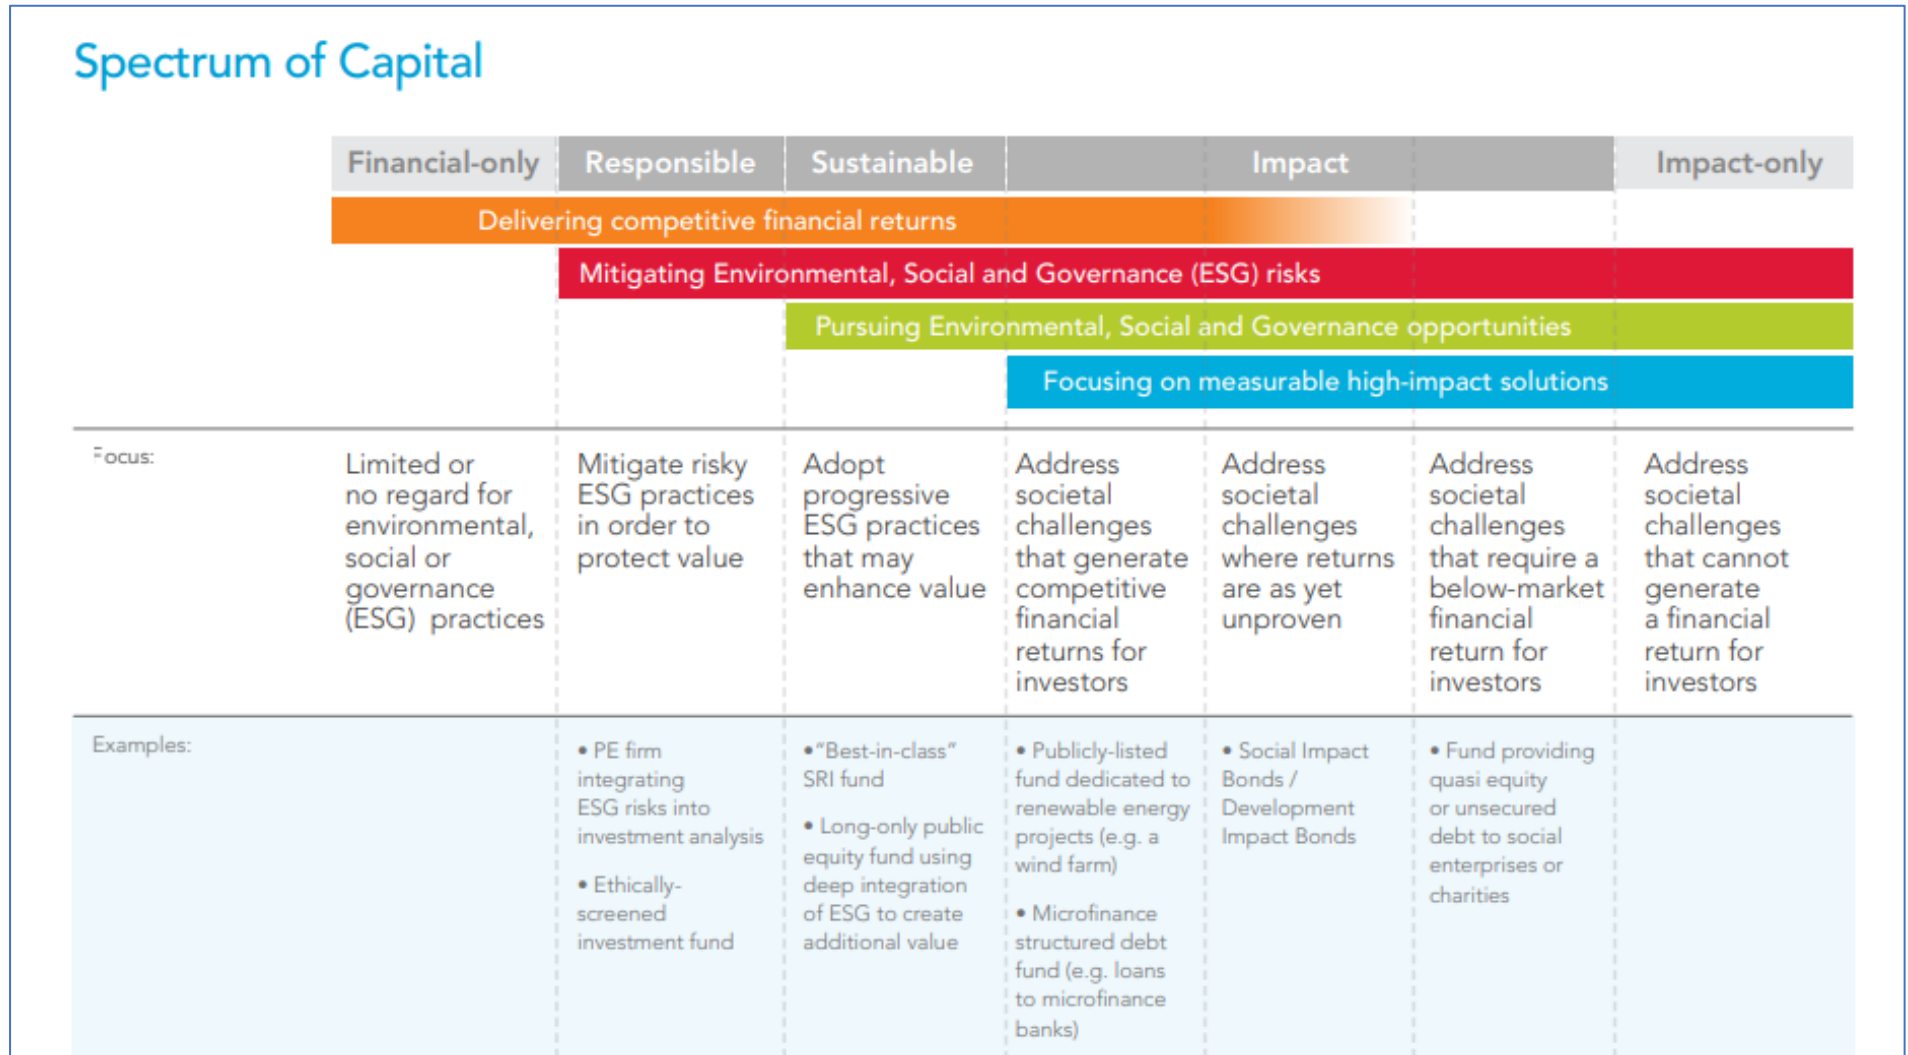 Spectrum of Capital
Financial-only
Responsible
Sustainable
Impact
Impact-only
Delivering competitive financial returns
Mitigating Environmental, Social and Governance (ESG) risks
Pursuing Environmental, Social and Governance opportunities
Focusing on measurable high-impact solutions
Focus:
Limited or
no regard for
environmental,
social or
governance
(ESG) practices
Mitigate risky
ESG practices
in order to
protect value
Adopt
progressive
ESG practices
that may
enhance value
Address
societal
challenges
that generate
competitive
financial
returns for
investors
Address
societal
challenges
where returns
are as yet
unproven
Address
societal
challenges
that require a
below-market
financial
return for
investors
Address
societal
challenges
that cannot
generate
a financial
return for
investors
Examples:
• PE firm
integrating
ESG risks into
investment analysis
• Ethically-
screened
investment fund
•“Best-in-class”
SRI fund
• Long-only public
equity fund using
deep integration
of ESG to create
additional value
• Publicly-listed
fund dedicated to
renewable energy
projects (e.g. a
wind farm)
• Microfinance
structured debt
fund (e.g. loans
to microfinance
banks)
• Social Impact
Bonds /
Development
Impact Bonds
• Fund providing
quasi equity
or unsecured
debt to social
enterprises or
charities